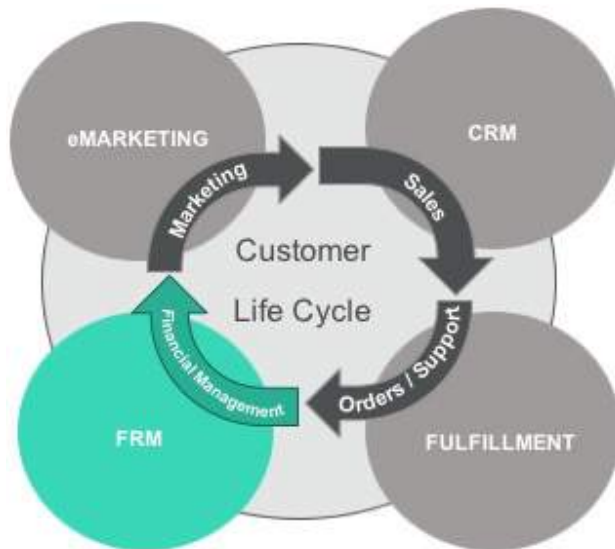 eMARKETING
CRM
Marketing
Sales
Customer
Life Cycle
Financial Management
Orders / Support
FRM
FULFILLMENT